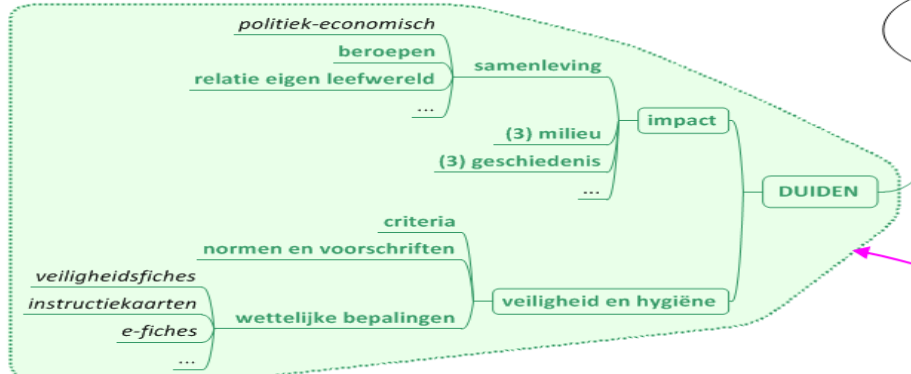 politiek-economisch
beroepen
samenleving
relatie eigen leefwereld
...
impact
(3) milieu
(3) geschiedenis
...
DUIDEN
criteria
normen en voorschriften
veiligheidsfiches
veiligheid en hygiëne
instructiekaarten
wettelijke bepalingen
e-fiches
...